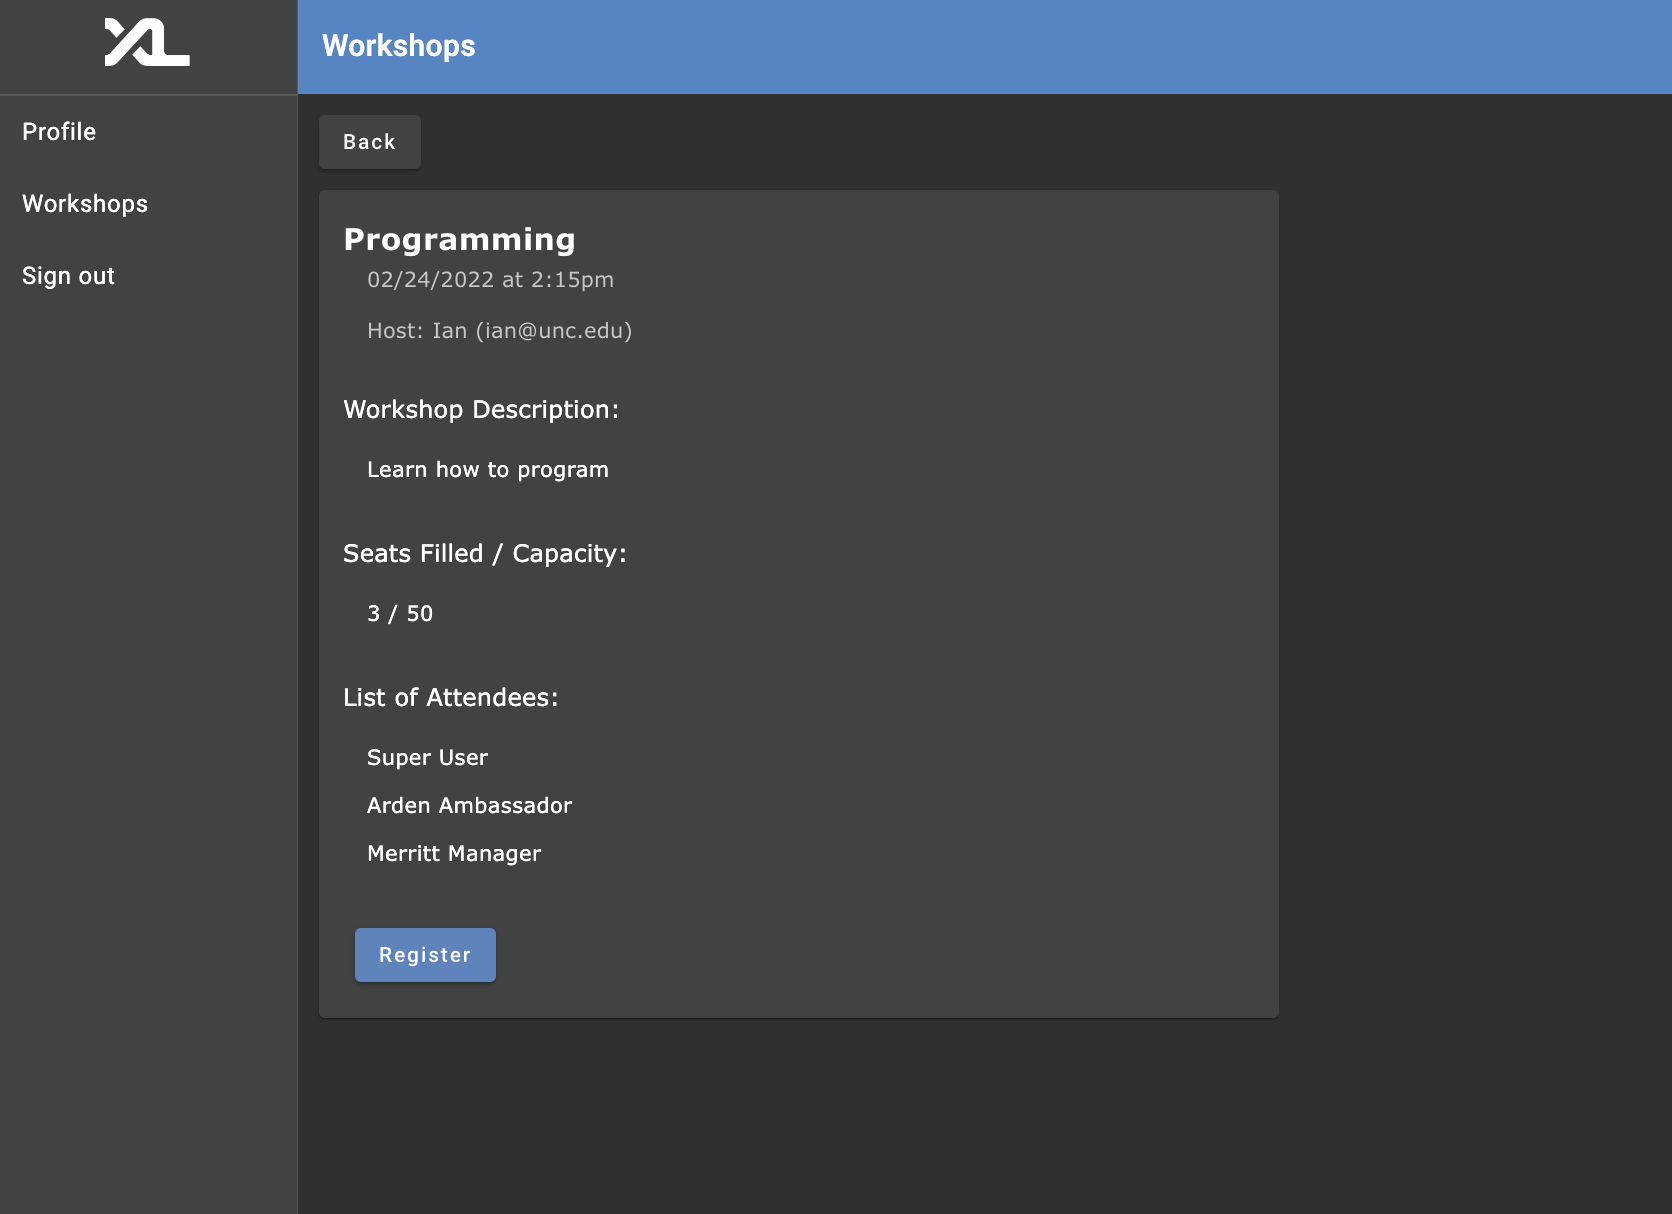 XL
Workshops
Profile
Workshops
Sign out
Back
Programming
02/24/2022 at 2:15pm
Host: Ian (ian@unc.edu)
Workshop Description:
Learn how to program
Seats Filled / Capacity:
3 / 50
List of Attendees:
Super User
Arden Ambassador
Merritt Manager
Register